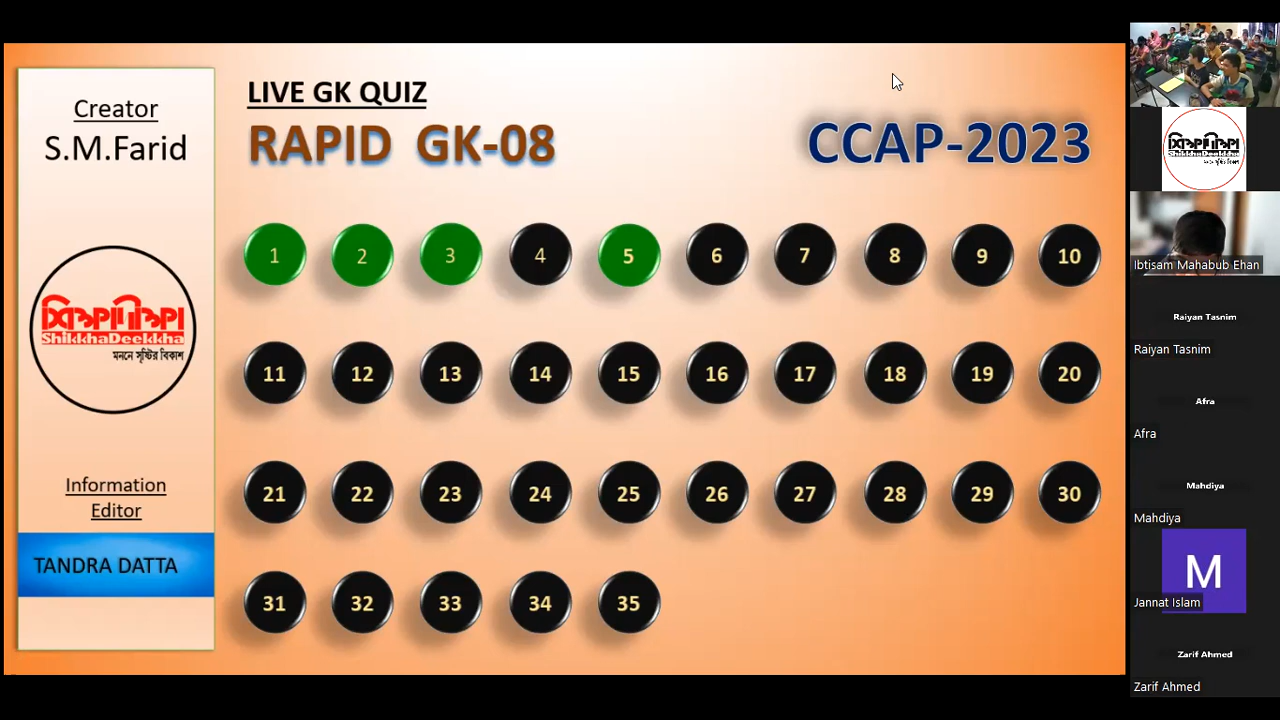 Creator
S.M.Farid
শিক্ষাদীক্ষা
ShikkhaDeekkha
মননে সৃষ্টির বিকাশ
Information
Editor
TANDRA DATTA
LIVE GK QUIZ
RAPID GK-08
CCAP-2023
1 2 3 4 5 6 7 8 9 10
11 12 13 14 15 16 17 18 19 20
21 22 23 24 25 26 27 28 29 30
31 32 33 34 35
শিক্ষাদীক্ষা
ShikkhaDeekkha
Ibtisam Mahabub Ehan
Raiyan Tasnim
Raiyan Tasnim
Afra
Afra
Mahdiya
Mahdiya
M
Jannat Islam
Zarif Ahmed
Zarif Ahmed